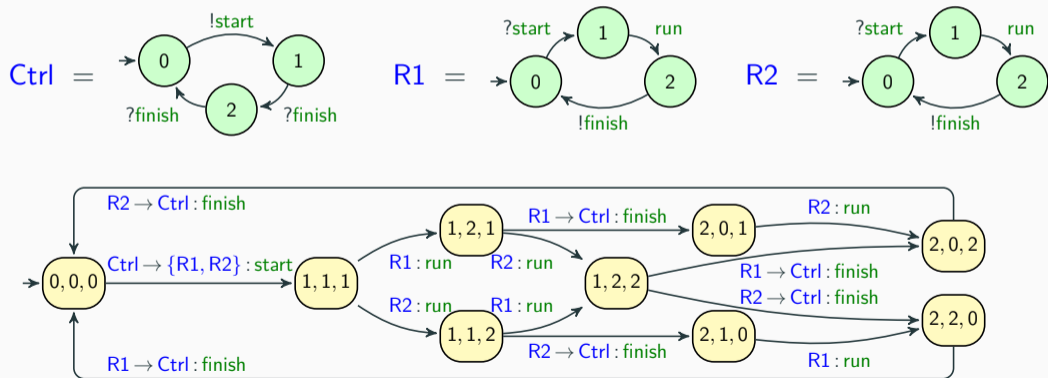 !start
?start
1
run
?start
1
run
Ctrl =
0
1
R1 =
0
2
R2 =
0
2
?finish
2
?finish
!finish
!finish
R2 → Ctrl : finish
R1 → Ctrl : finish
R2 : run
1, 2, 1
2, 0, 1
2, 0, 2
Ctrl → {R1, R2} : start
R1 : run
R2 : run
R1 → Ctrl : finish
0, 0, 0
1, 1, 1
1, 2, 2
R2 → Ctrl : finish
R2 : run
R1 : run
1, 1, 2
2, 1, 0
2, 2, 0
R2 → Ctrl : finish
R1 → Ctrl : finish
R1 : run